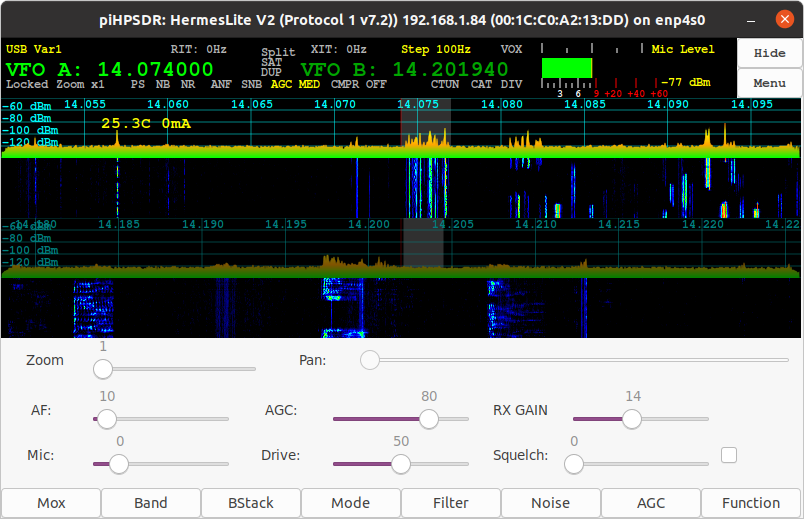 piHPSDR: HermesLite V2 (Protocol 1 v7.2)) 192.168.1.84 (00:1C:C0:A2:13:DD) on enp4s0
USB Var1 RIT: 0Hz Split XIT: 0Hz Step 100Hz VOX Mic Level Hide
VFO A: 14.074000 SAT VFO B: 14.201940
DUP -77 dBm
Locked Zoom x1 PS NB NR ANF SNB AGC MED CMPR OFF CTUN CAT DIV Menu
3 6 9 +20 +40 +60
-60 dBm 14.055 14.065 14.070 14.075 14.080 14.085 14.090 14.095
-80 dBm
-100 dBm 25.3C 0mA
-120 dBm
14.180 14.185 14.190 14.195 14.200 14.205 14.210 14.215 14.220 14.22
-60 dBm
-80 dBm
-100 dBm
-120 dBm
Zoom 1 Pan:
AF: 10 AGC: 80 RX GAIN 14
Mic: 0 Drive: 50 Squelch: 0
Mox Band BStack Mode Filter Noise AGC Function